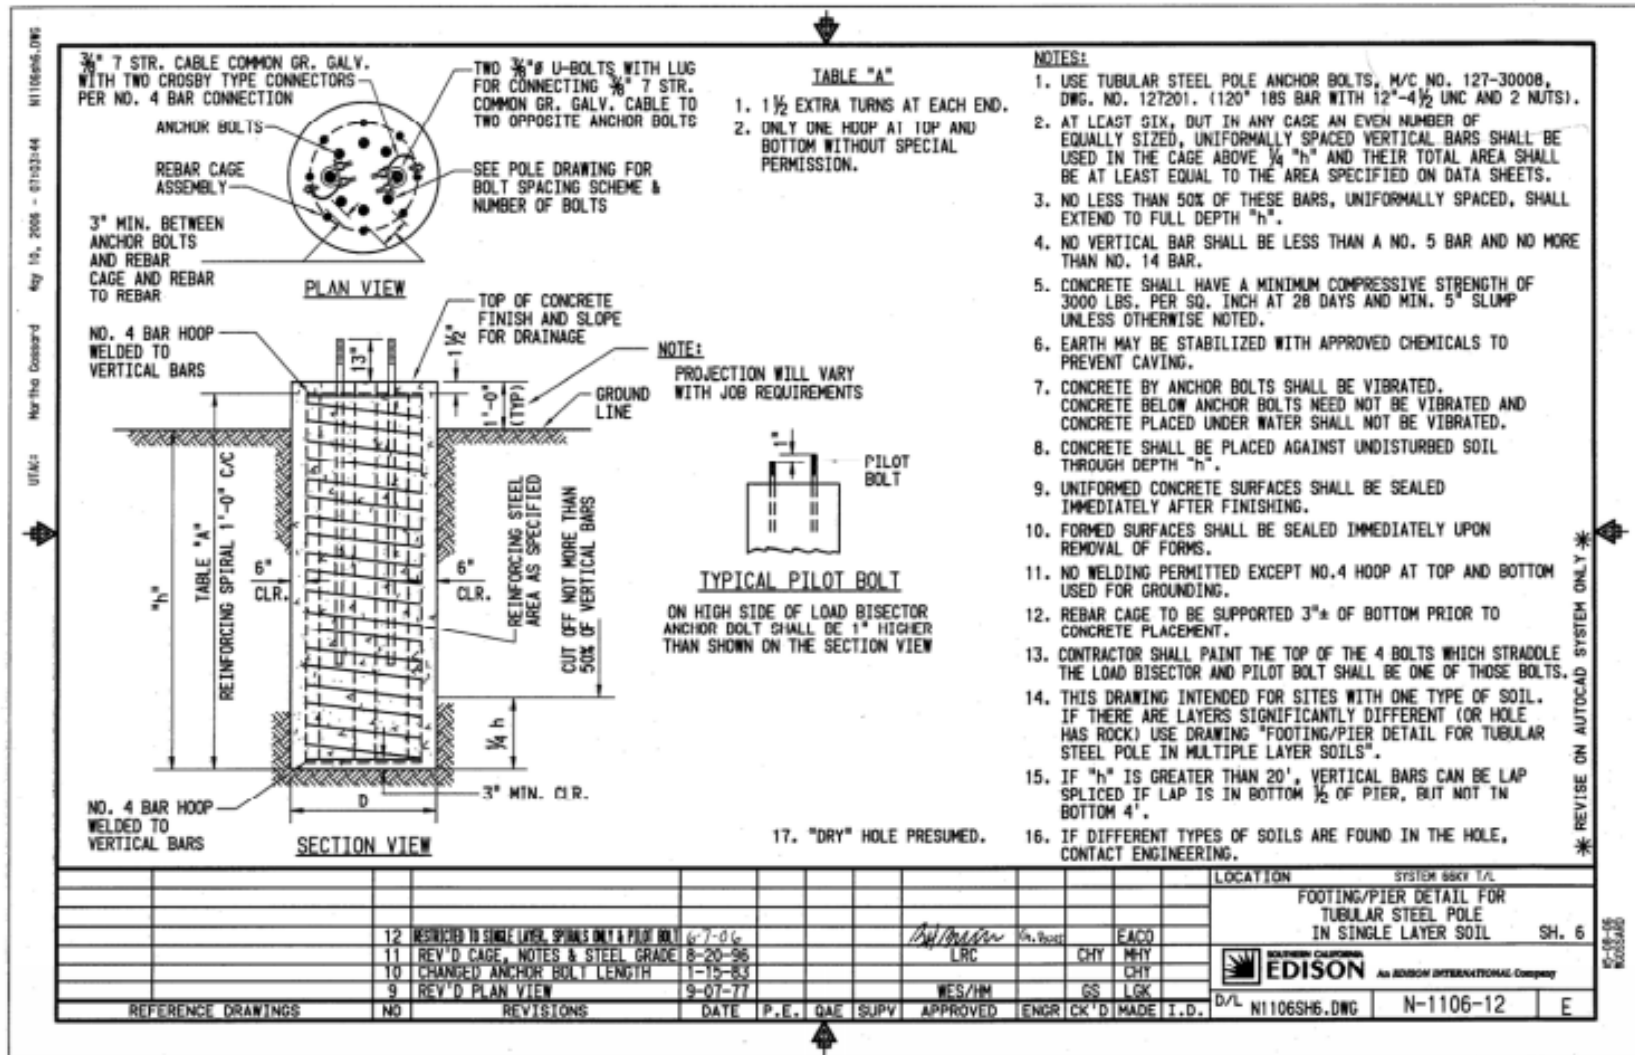 N1106sh6.DWG
May 10, 2006 - 07:03:44
UTAC:
3/8" 7 STR. CABLE COMMON GR. GALV.
WITH TWO CROSBY TYPE CONNECTORS
PER NO. 4 BAR CONNECTION
ANCHOR BOLTS
REBAR CAGE
ASSEMBLY
3" MIN. BETWEEN
ANCHOR BOLTS
AND REBAR
CAGE AND REBAR
TO REBAR
TWO 3/8"Ø U-BOLTS WITH LUG
FOR CONNECTING 3/8" 7 STR.
COMMON GR. GALV. CABLE TO
TWO OPPOSITE ANCHOR BOLTS
SEE POLE DRAWING FOR
BOLT SPACING SCHEME &
NUMBER OF BOLTS
PLAN VIEW
NO. 4 BAR HOOP
WELDED TO
VERTICAL BARS
TOP OF CONCRETE
FINISH AND SLOPE
FOR DRAINAGE
13"
1½"
1'-0"
(TYP)
GROUND
LINE
NOTE:
PROJECTION WILL VARY
WITH JOB REQUIREMENTS
"h"
TABLE "A"
REINFORCING SPIRAL 1'-0" C/C
6"
CLR.
6"
CLR.
REINFORCING STEEL
AREA AS SPECIFIED
CUT OFF NOT MORE THAN
50% OF VERTICAL BARS
¼ h
3" MIN. CLR.
D
NO. 4 BAR HOOP
WELDED TO
VERTICAL BARS
SECTION VIEW
TABLE "A"
1. 1½ EXTRA TURNS AT EACH END.
2. ONLY ONE HOOP AT TOP AND
BOTTOM WITHOUT SPECIAL
PERMISSION.
1"
PILOT
BOLT
TYPICAL PILOT BOLT
ON HIGH SIDE OF LOAD BISECTOR
ANCHOR BOLT SHALL BE 1" HIGHER
THAN SHOWN ON THE SECTION VIEW
NOTES:
1. USE TUBULAR STEEL POLE ANCHOR BOLTS, M/C NO. 127-30008,
DWG. NO. 127201. (120" 18S BAR WITH 12"-4½ UNC AND 2 NUTS).
2. AT LEAST SIX, BUT IN ANY CASE AN EVEN NUMBER OF
EQUALLY SIZED, UNIFORMALLY SPACED VERTICAL BARS SHALL BE
USED IN THE CAGE ABOVE ¼ "h" AND THEIR TOTAL AREA SHALL
BE AT LEAST EQUAL TO THE AREA SPECIFIED ON DATA SHEETS.
3. NO LESS THAN 50% OF THESE BARS, UNIFORMALLY SPACED, SHALL
EXTEND TO FULL DEPTH "h".
4. NO VERTICAL BAR SHALL BE LESS THAN A NO. 5 BAR AND NO MORE
THAN NO. 14 BAR.
5. CONCRETE SHALL HAVE A MINIMUM COMPRESSIVE STRENGTH OF
3000 LBS. PER SQ. INCH AT 28 DAYS AND MIN. 5" SLUMP
UNLESS OTHERWISE NOTED.
6. EARTH MAY BE STABILIZED WITH APPROVED CHEMICALS TO
PREVENT CAVING.
7. CONCRETE BY ANCHOR BOLTS SHALL BE VIBRATED.
CONCRETE BELOW ANCHOR BOLTS NEED NOT BE VIBRATED AND
CONCRETE PLACED UNDER WATER SHALL NOT BE VIBRATED.
8. CONCRETE SHALL BE PLACED AGAINST UNDISTURBED SOIL
THROUGH DEPTH "h".
9. UNIFORMED CONCRETE SURFACES SHALL BE SEALED
IMMEDIATELY AFTER FINISHING.
10. FORMED SURFACES SHALL BE SEALED IMMEDIATELY UPON
REMOVAL OF FORMS.
11. NO WELDING PERMITTED EXCEPT NO.4 HOOP AT TOP AND BOTTOM
USED FOR GROUNDING.
12. REBAR CAGE TO BE SUPPORTED 3"± OF BOTTOM PRIOR TO
CONCRETE PLACEMENT.
13. CONTRACTOR SHALL PAINT THE TOP OF THE 4 BOLTS WHICH STRADDLE
THE LOAD BISECTOR AND PILOT BOLT SHALL BE ONE OF THOSE BOLTS.
14. THIS DRAWING INTENDED FOR SITES WITH ONE TYPE OF SOIL.
IF THERE ARE LAYERS SIGNIFICANTLY DIFFERENT (OR HOLE
HAS ROCK) USE DRAWING "FOOTING/PIER DETAIL FOR TUBULAR
STEEL POLE IN MULTIPLE LAYER SOILS".
15. IF "h" IS GREATER THAN 20', VERTICAL BARS CAN BE LAP
SPLICED IF LAP IS IN BOTTOM ½ OF PIER, BUT NOT IN
BOTTOM 4'.
16. IF DIFFERENT TYPES OF SOILS ARE FOUND IN THE HOLE,
CONTACT ENGINEERING.
17. "DRY" HOLE PRESUMED.
* REVISE ON AUTOCAD SYSTEM ONLY *
12 RESTRICTED TO SINGLE LAYER, SPIRALS ONLY & PILOT BOLT 6-7-06 EACO
11 REV'D CAGE, NOTES & STEEL GRADE 8-20-96 LRC CHY MHY
10 CHANGED ANCHOR BOLT LENGTH 1-15-83 CHY
9 REV'D PLAN VIEW 9-07-77 WES/HM GS LGK
REFERENCE DRAWINGS NO REVISIONS DATE P.E. QAE SUPV APPROVED ENGR CK'D MADE I.D.
LOCATION SYSTEM 66KV T/L
FOOTING/PIER DETAIL FOR
TUBULAR STEEL POLE
IN SINGLE LAYER SOIL SH. 6
SOUTHERN CALIFORNIA
EDISON An EDISON INTERNATIONAL Company
D/L N1106SH6.DWG N-1106-12 E